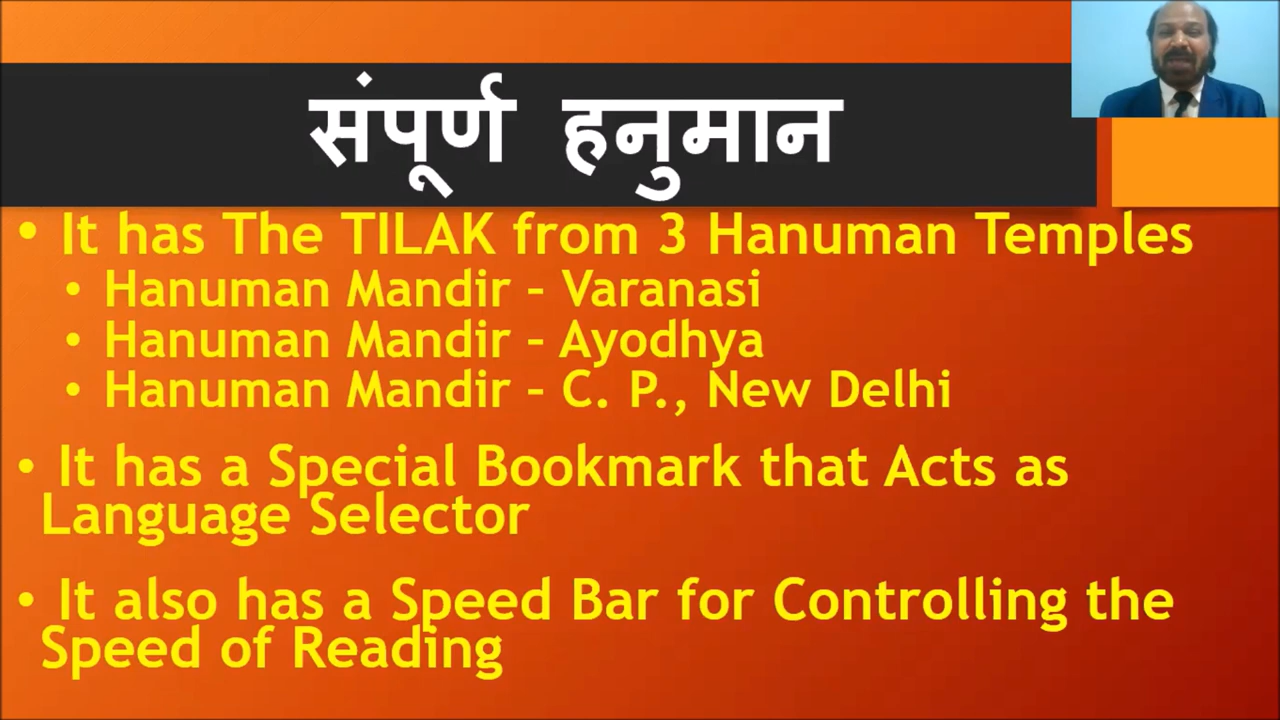 संपूर्ण हनुमान
• It has The TILAK from 3 Hanuman Temples
• Hanuman Mandir – Varanasi
• Hanuman Mandir – Ayodhya
• Hanuman Mandir – C. P., New Delhi
• It has a Special Bookmark that Acts as
Language Selector
• It also has a Speed Bar for Controlling the
Speed of Reading